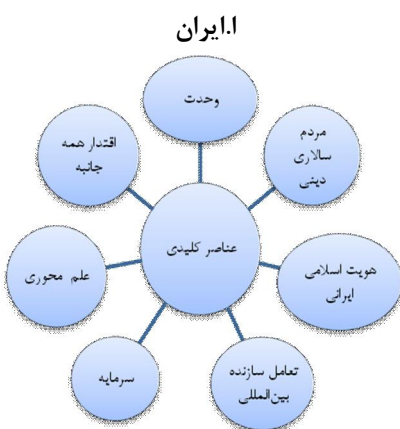 ا.ایران
وحدت
مردم
سالاری
دینی
هویت اسلامی
ایرانی
تعامل سازنده
بین‌المللی
سرمایه
علم محوری
اقتدار همه
جانبه
عناصر کلیدی